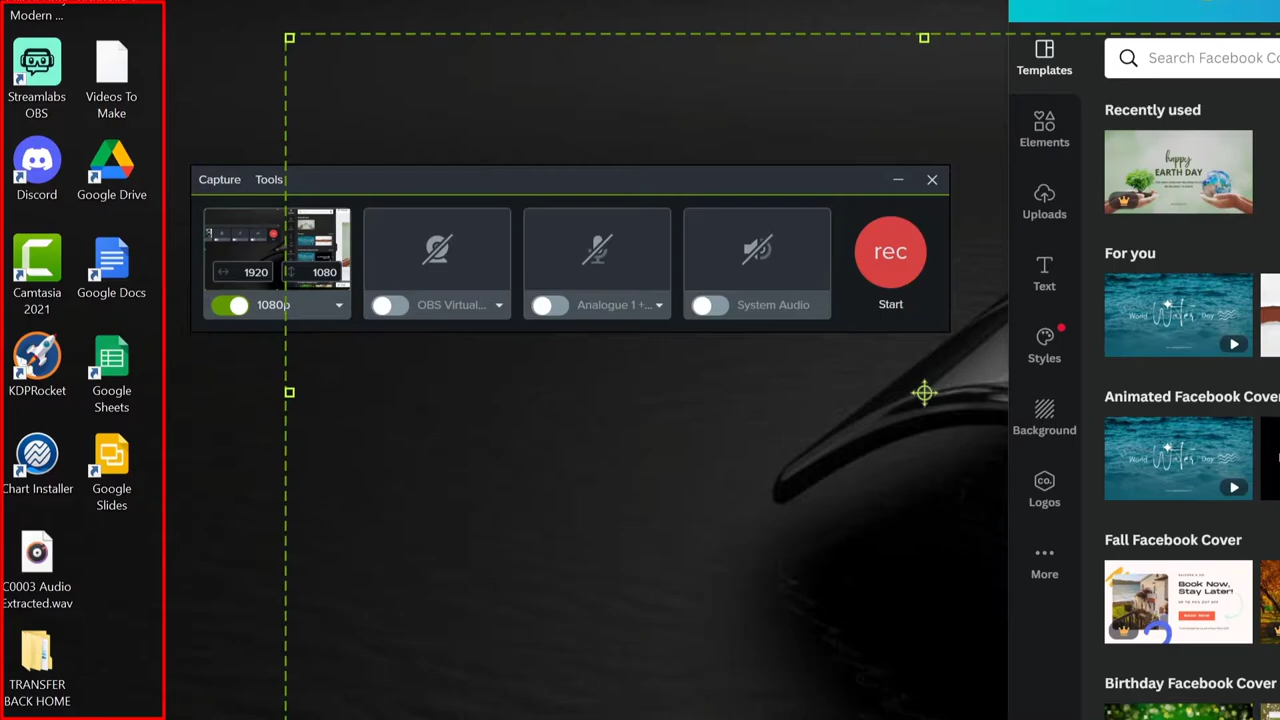 Modern ...
Streamlabs
OBS
Videos To
Make
Discord
Google Drive
Camtasia
2021
Google Docs
KDPRocket
Google
Sheets
Chart Installer
Google
Slides
C0003 Audio
Extracted.wav
TRANSFER
BACK HOME
Capture
Tools
1920
1080
1080p
OBS Virtual...
Analogue 1 +...
System Audio
rec
Start
Templates
Elements
Uploads
Text
Styles
Background
CO.
Logos
More
Search Facebook Co
Recently used
happy
EARTH DAY
For you
World Water Day
Animated Facebook Cover
World Water Day
Fall Facebook Cover
Book Now,
Stay Later!
BOOK NOW
Birthday Facebook Cover